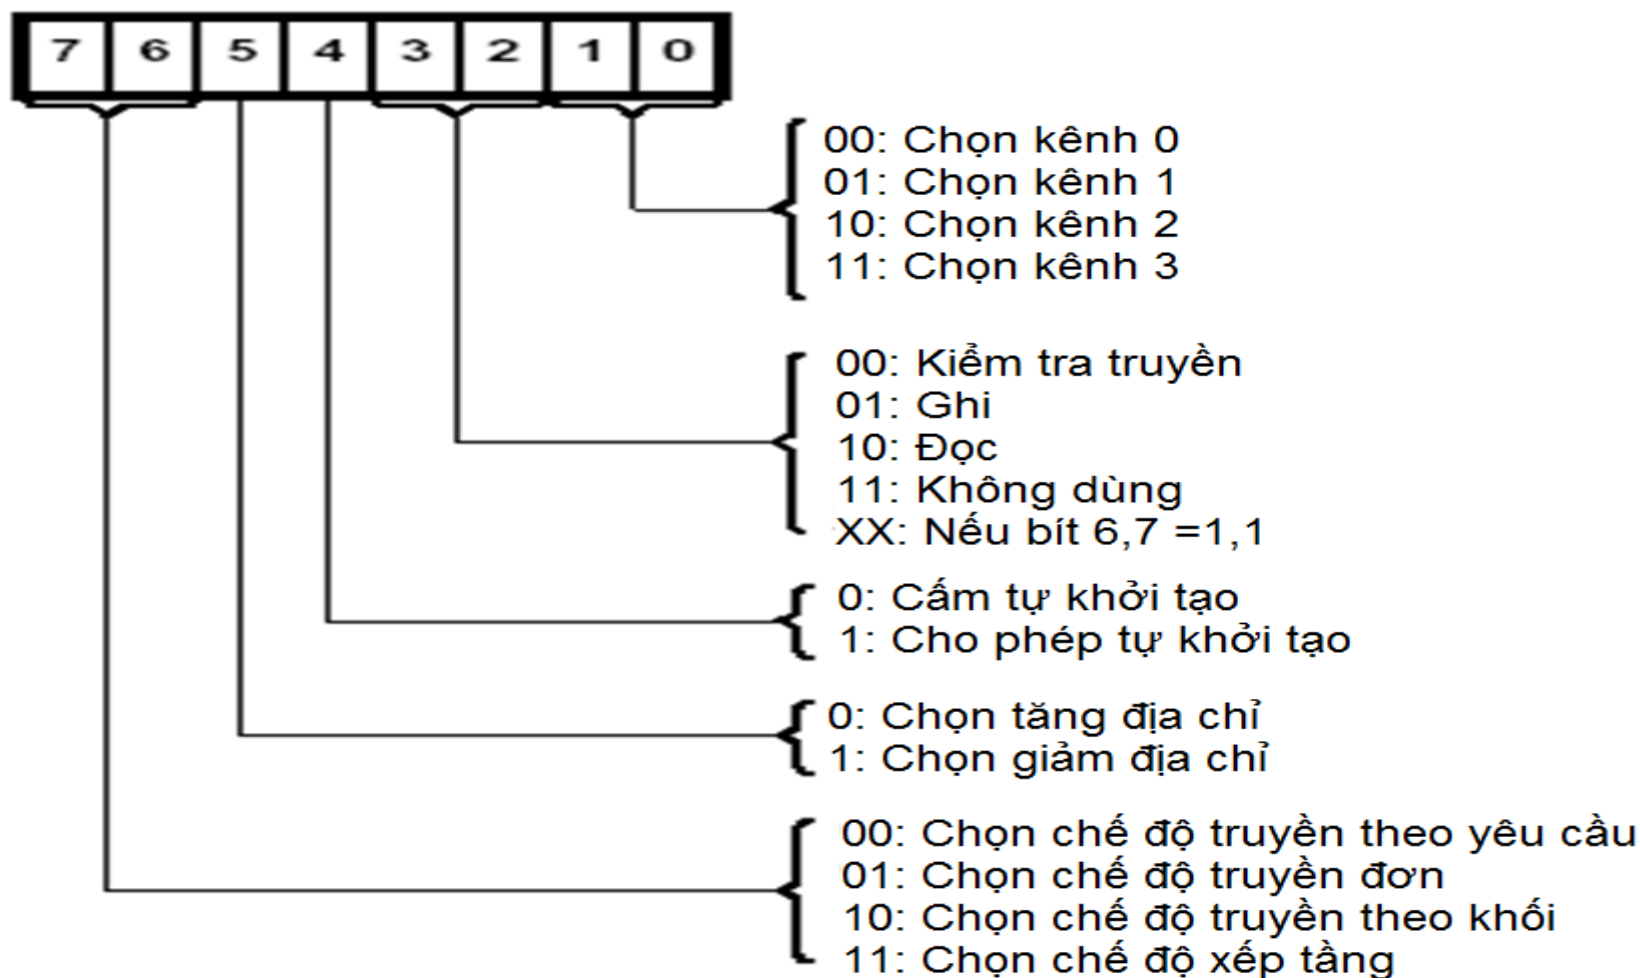 7 6 5 4 3 2 1 0
00: Chọn kênh 0
01: Chọn kênh 1
10: Chọn kênh 2
11: Chọn kênh 3
00: Kiểm tra truyền
01: Ghi
10: Đọc
11: Không dùng
XX: Nếu bít 6,7 =1,1
0: Cấm tự khởi tạo
1: Cho phép tự khởi tạo
0: Chọn tăng địa chỉ
1: Chọn giảm địa chỉ
00: Chọn chế độ truyền theo yêu cầu
01: Chọn chế độ truyền đơn
10: Chọn chế độ truyền theo khối
11: Chọn chế độ xếp tầng